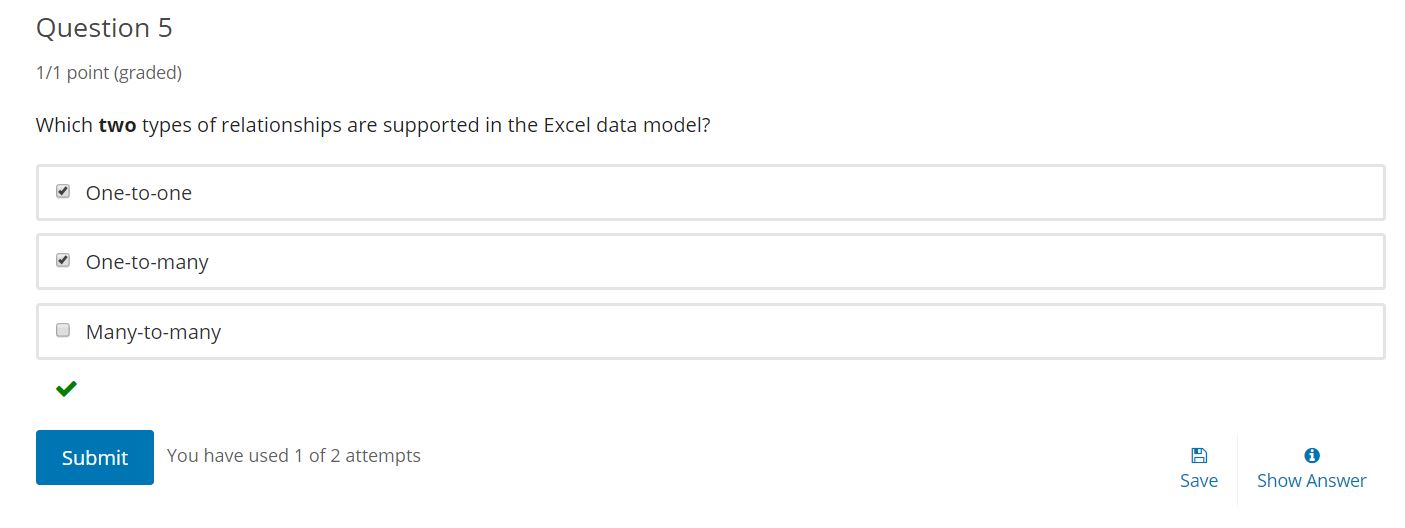 Question 5
1/1 point (graded)
Which two types of relationships are supported in the Excel data model?
One-to-one
One-to-many
Many-to-many
Submit
You have used 1 of 2 attempts
Save
Show Answer